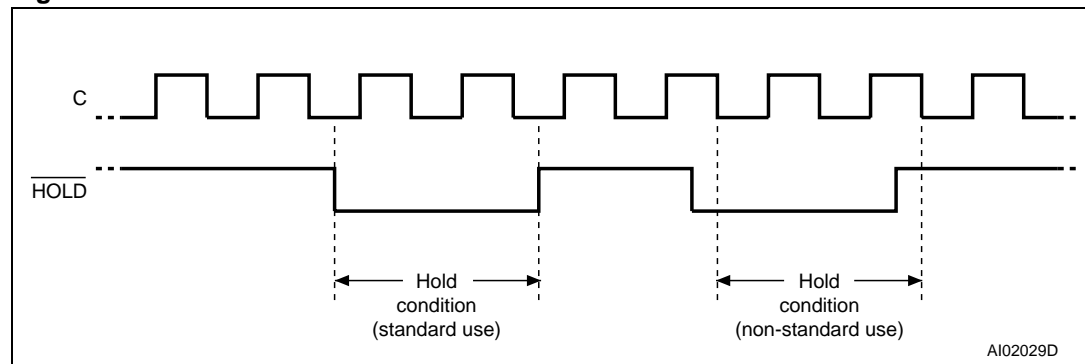 C
HOLD
Hold
condition
(standard use)
Hold
condition
(non-standard use)
AI02029D